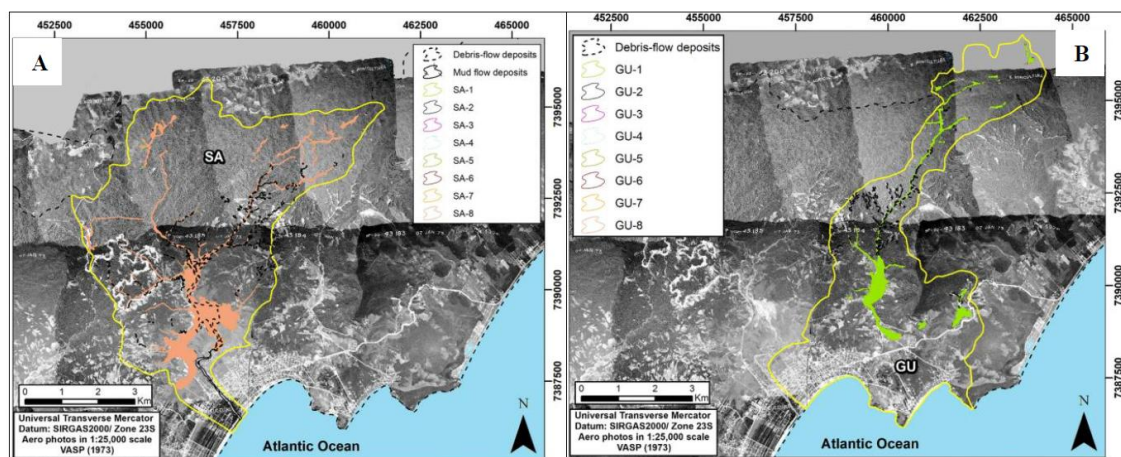 452500 455000 457500 460000 462500 465000
A
Debris-flow deposits
Mud flow deposits
SA-1
SA-2
SA-3
SA-4
SA-5
SA-6
SA-7
SA-8
SA
7395000
7392500
7390000
7387500
0 1 2 3
Km
Universal Transverse Mercator
Datum: SIRGAS2000/ Zone 23S
Aero photos in 1:25,000 scale
VASP (1973)
Atlantic Ocean
N
452500 455000 457500 460000 462500 465000
B
Debris-flow deposits
GU-1
GU-2
GU-3
GU-4
GU-5
GU-6
GU-7
GU-8
GU
7395000
7392500
7390000
7387500
0 1 2 3
Km
Universal Transverse Mercator
Datum: SIRGAS2000/ Zone 23S
Aero photos in 1:25,000 scale
VASP (1973)
Atlantic Ocean
N